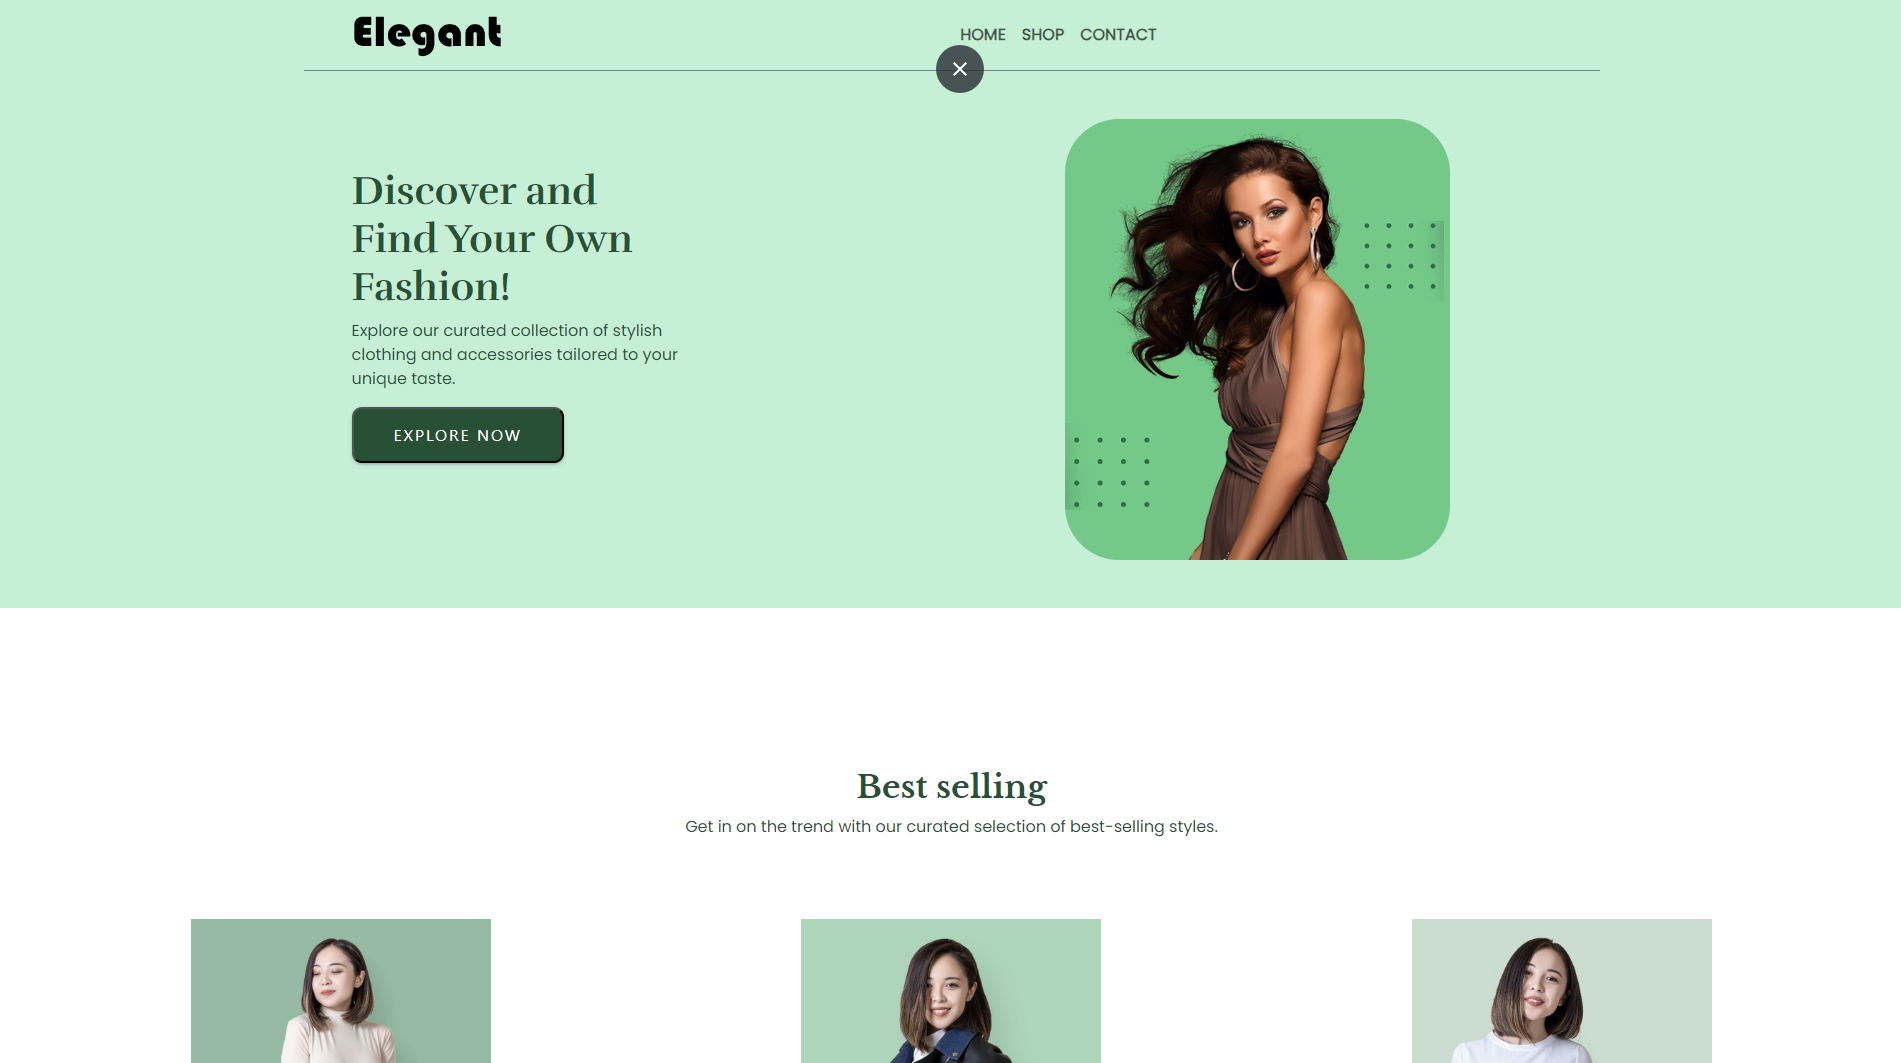 Elegant
HOME SHOP CONTACT
Discover and
Find Your Own
Fashion!
Explore our curated collection of stylish
clothing and accessories tailored to your
unique taste.
EXPLORE NOW
Best selling
Get in on the trend with our curated selection of best-selling styles.